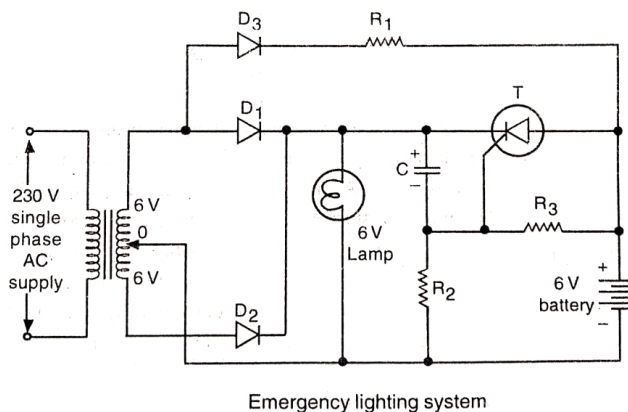 D3
R1
D1
T
+
C
−
230 V
single
phase
AC
supply
6 V
0
6 V
6 V
Lamp
R3
R2
+
6 V
battery
−
D2
Emergency lighting system